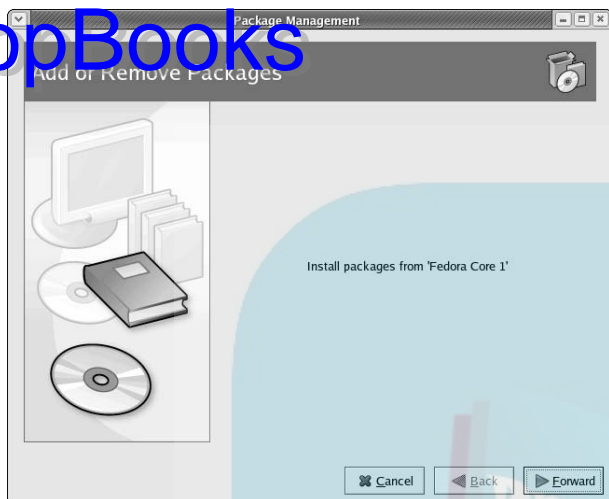 Package Management
opBooks
Add or Remove Packages
Install packages from 'Fedora Core 1'
Cancel
Back
Forward